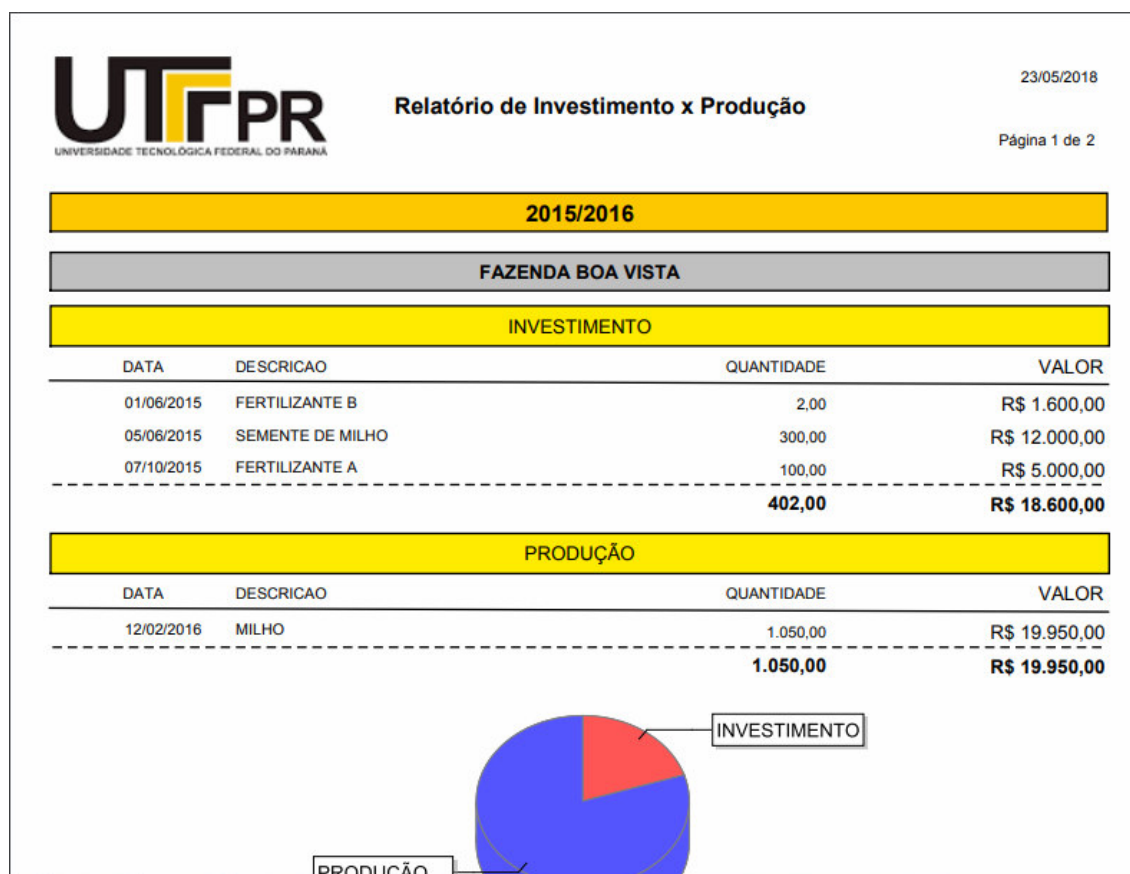 UTFPR
UNIVERSIDADE TECNOLÓGICA FEDERAL DO PARANÁ
23/05/2018
Relatório de Investimento x Produção
Página 1 de 2
2015/2016
FAZENDA BOA VISTA
INVESTIMENTO
DATA DESCRICAO QUANTIDADE VALOR
01/06/2015 FERTILIZANTE B 2,00 R$ 1.600,00
05/06/2015 SEMENTE DE MILHO 300,00 R$ 12.000,00
07/10/2015 FERTILIZANTE A 100,00 R$ 5.000,00
402,00 R$ 18.600,00
PRODUÇÃO
DATA DESCRICAO QUANTIDADE VALOR
12/02/2016 MILHO 1.050,00 R$ 19.950,00
1.050,00 R$ 19.950,00
INVESTIMENTO
PRODUÇÃO